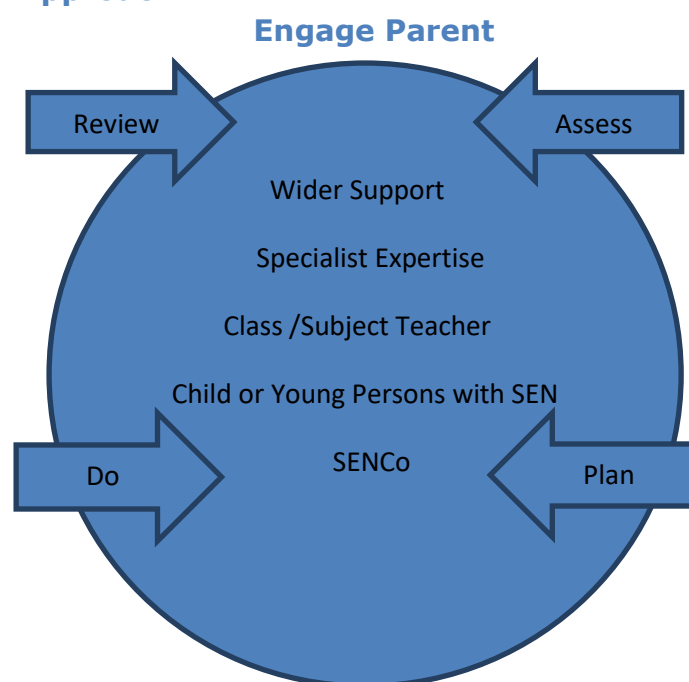 Engage Parent
Review
Assess
Wider Support
Specialist Expertise
Class /Subject Teacher
Child or Young Persons with SEN
SENCo
Do
Plan